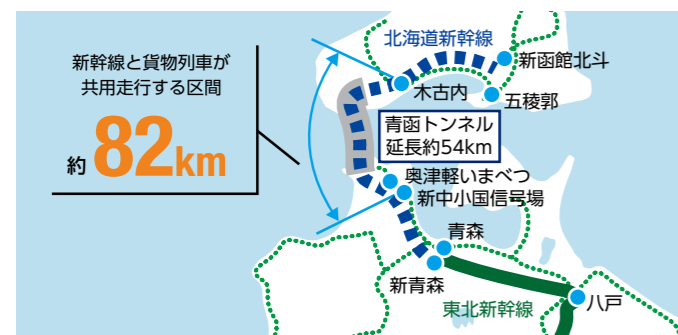 新幹線と貨物列車が
共用走行する区間
約82km
北海道新幹線
新函館北斗
木古内
五稜郭
青函トンネル
延長約54km
奥津軽いまべつ
新中小国信号場
青森
新青森
東北新幹線
八戸